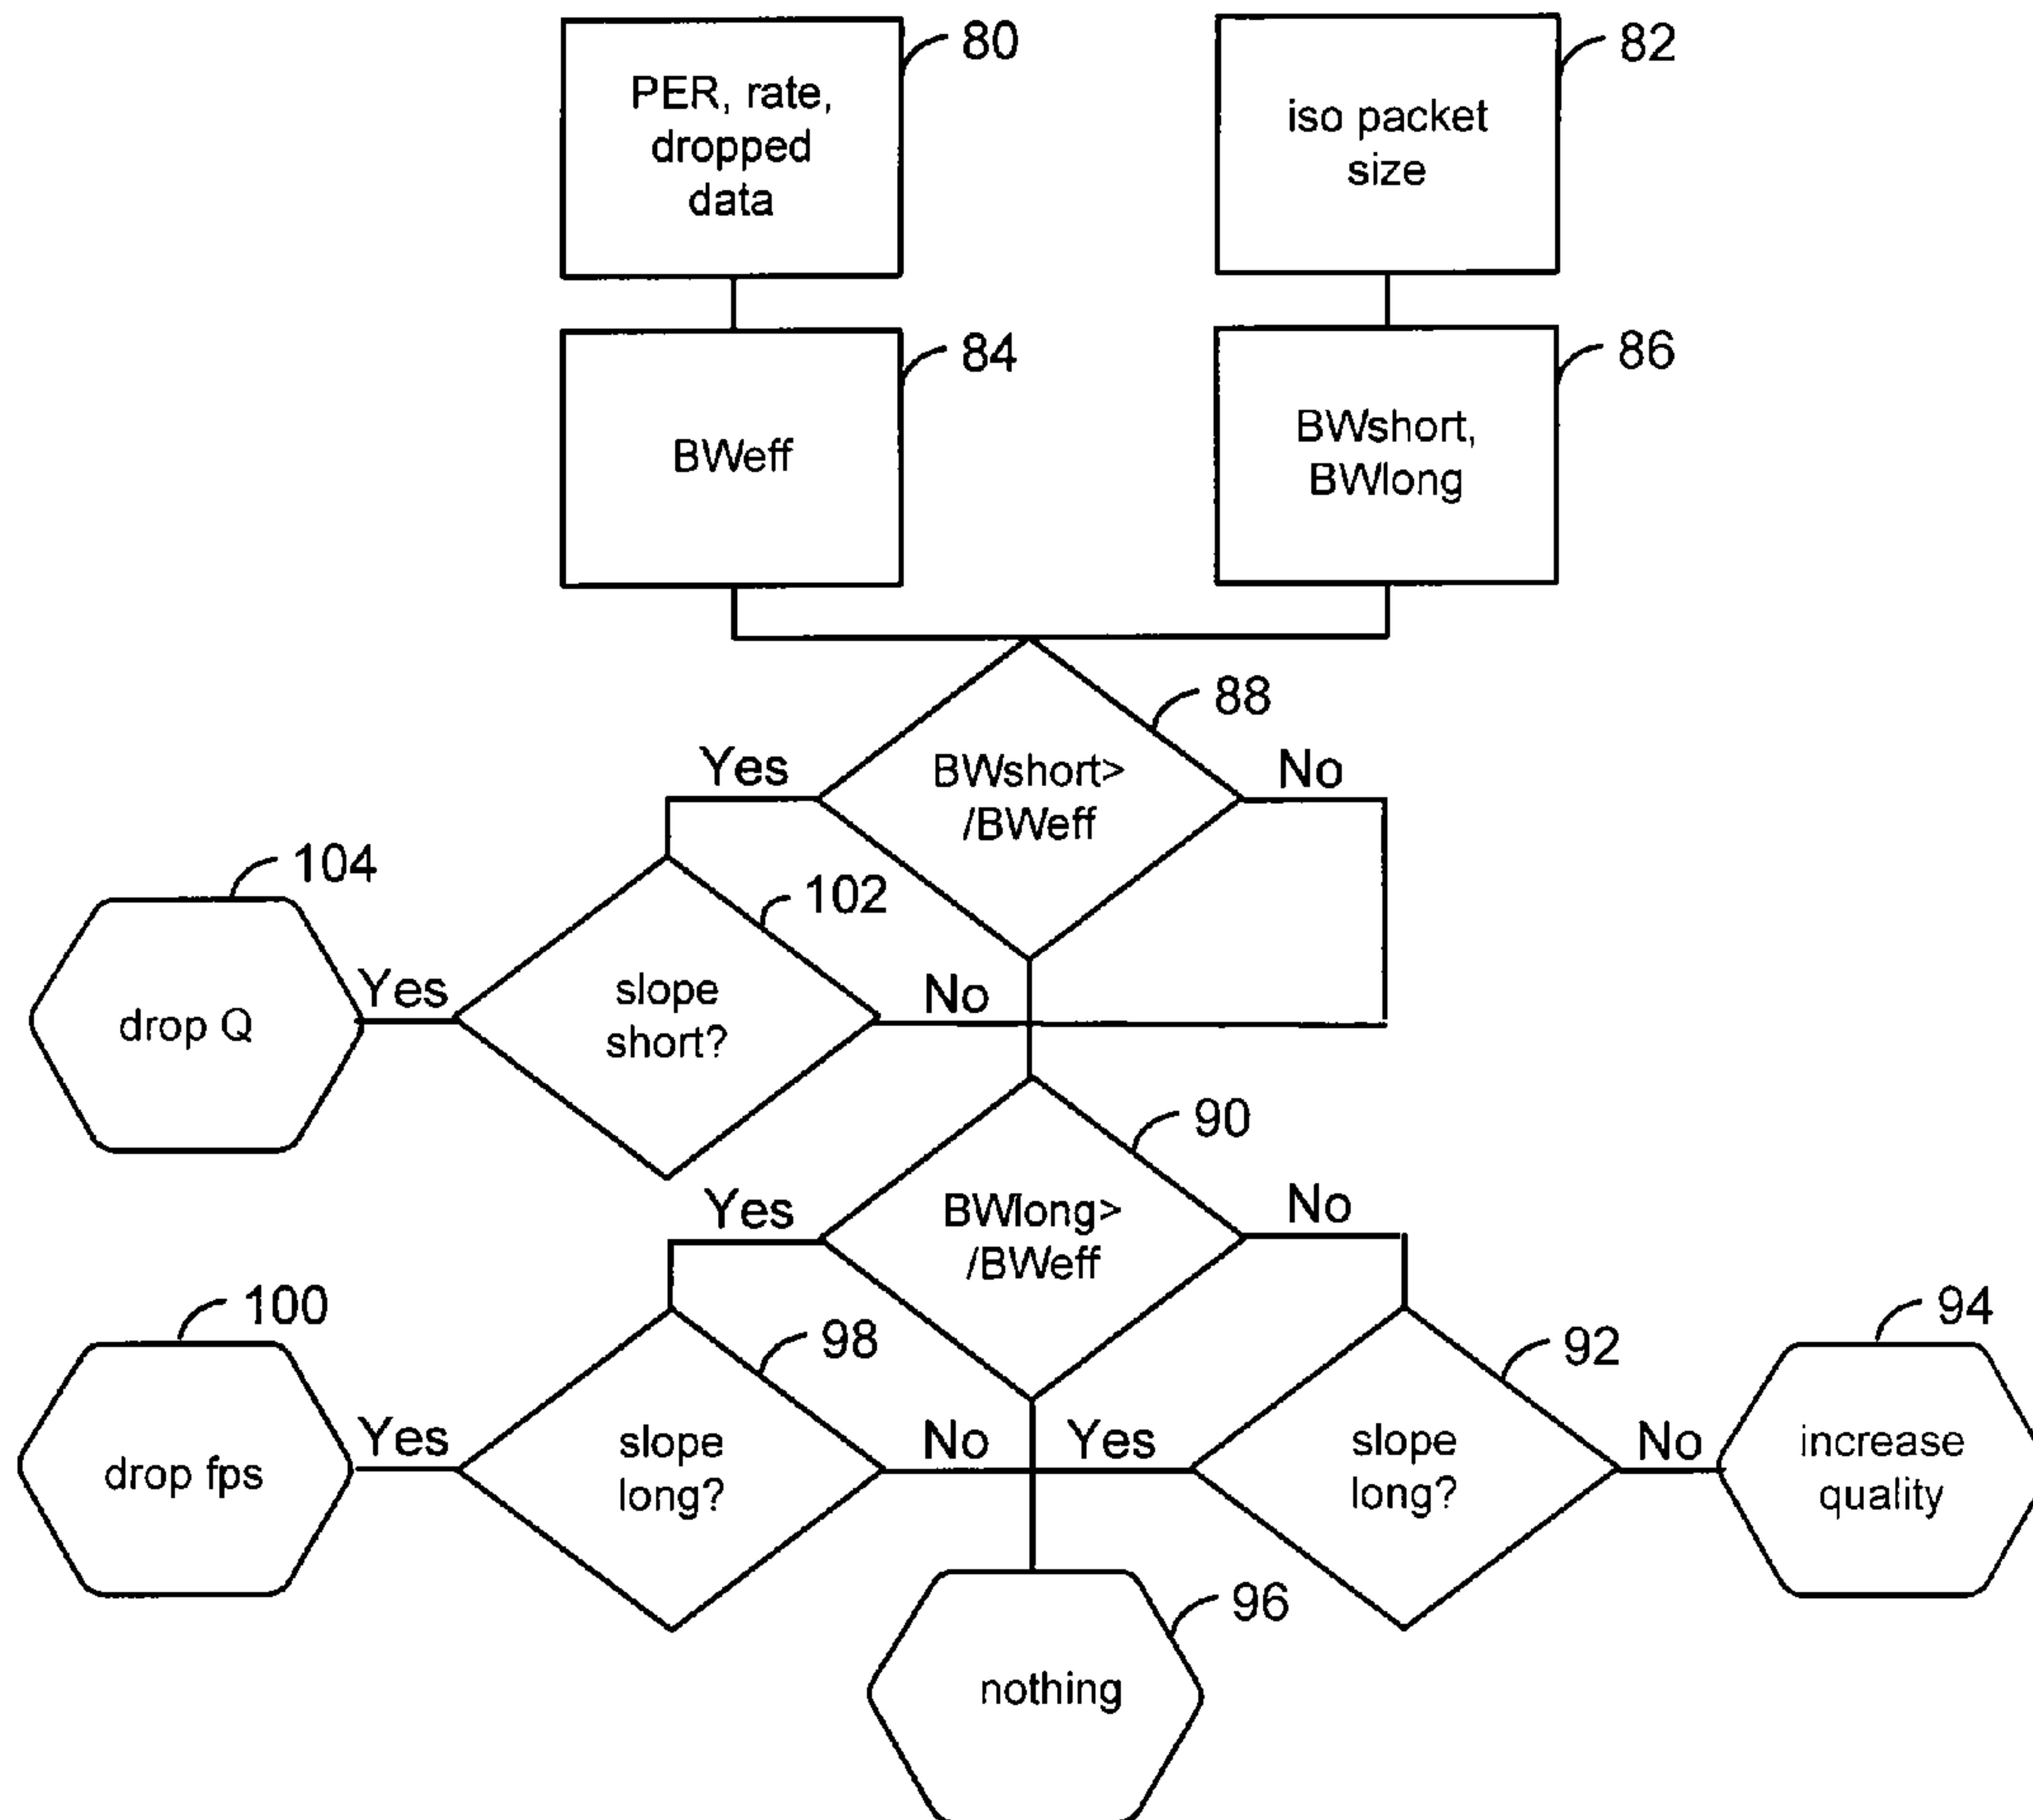 80
PER, rate,
dropped
data
82
iso packet
size
84
BWeff
86
BWshort,
BWlong
88
Yes
BWshort>
/BWeff
No
104
102
drop Q
Yes
slope
short?
No
90
Yes
BWlong>
/BWeff
No
100
98
92
94
drop fps
Yes
slope
long?
No
Yes
slope
long?
No
increase
quality
96
nothing